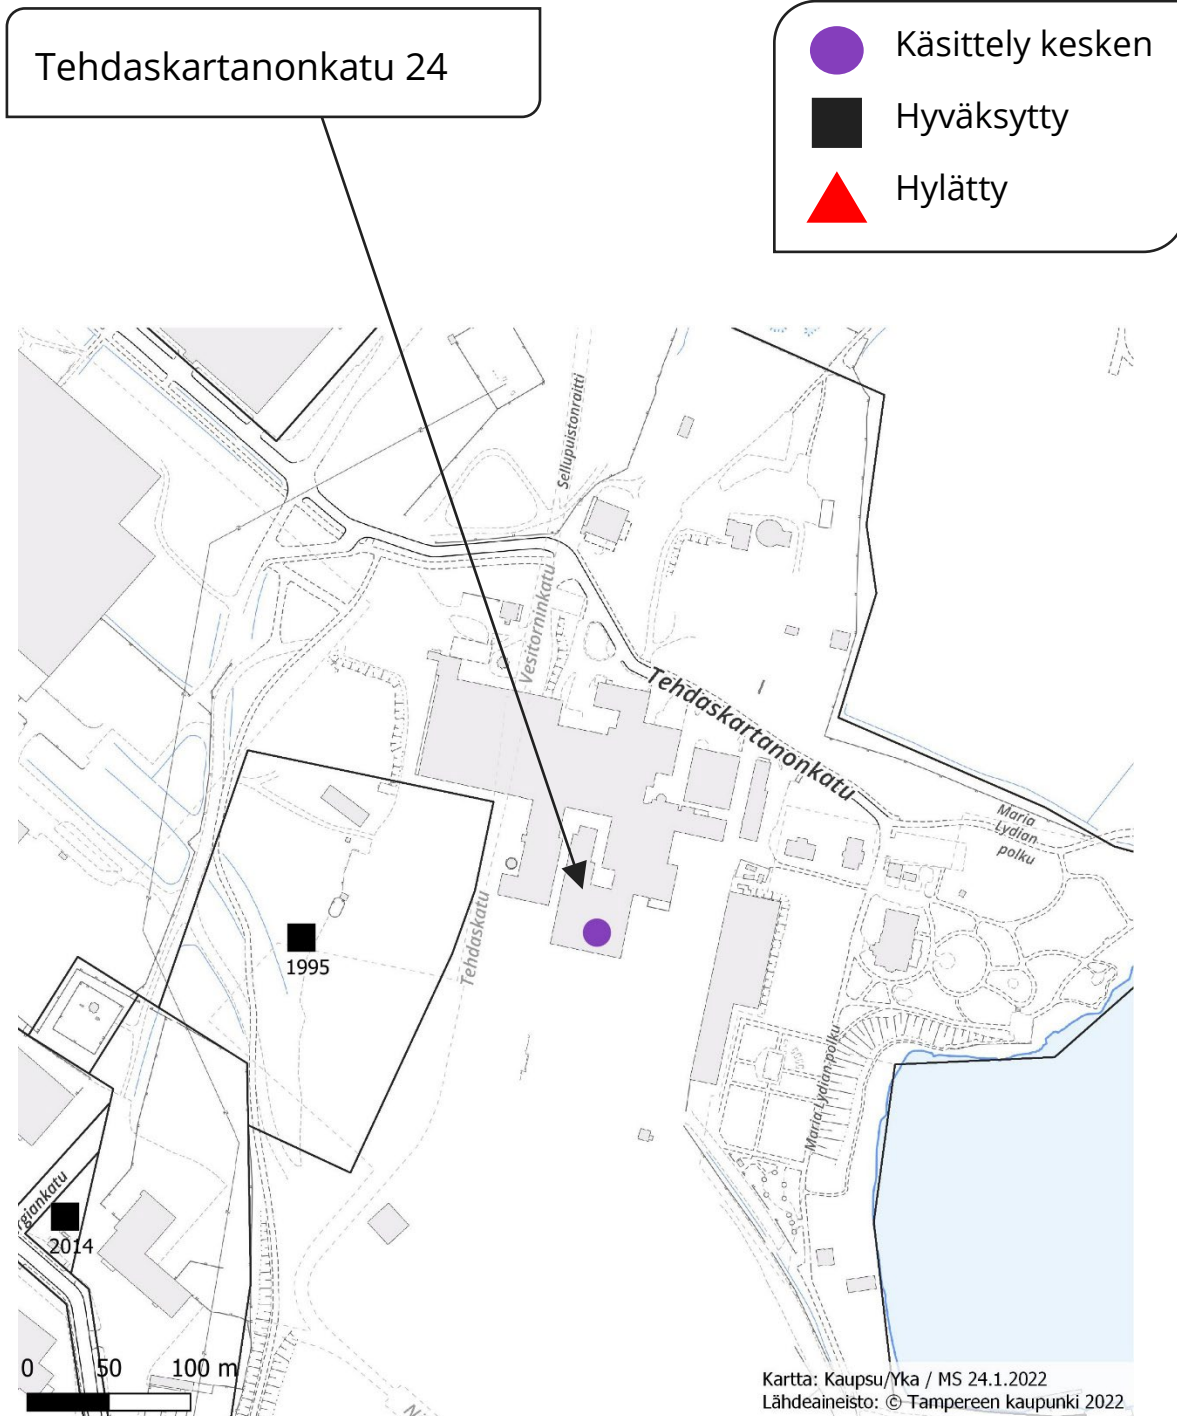 Tehdaskartanonkatu 24
Käsittely kesken
Hyväksytty
Hylätty
Sellupuistonraitti
Vesitorninkatu
Tehdaskartanonkatu
Maria
Lydian
polku
Tehdaskatu
1995
Maria Lydian polku
rgiankatu
2014
0 50 100 m
Kartta: Kaupsu/Yka / MS 24.1.2022
Lähdeaineisto: © Tampereen kaupunki 2022